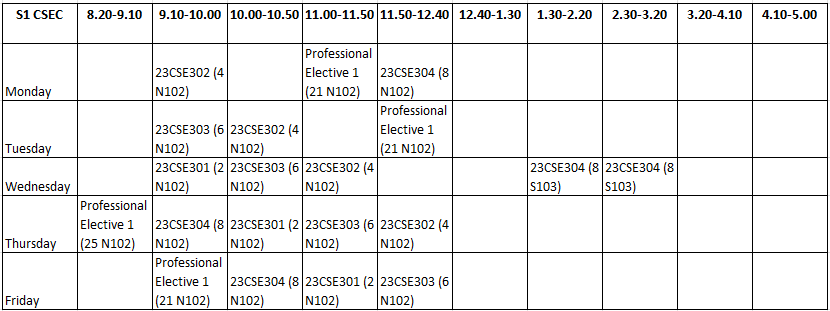 S1 CSEC 8.20-9.10 9.10-10.00 10.00-10.50 11.00-11.50 11.50-12.40 12.40-1.30 1.30-2.20 2.30-3.20 3.20-4.10 4.10-5.00
Professional
23CSE302 (4 Elective 1 23CSE304 (8
Monday N102) (21 N102) N102)
Professional
23CSE303 (6 23CSE302 (4 Elective 1
Tuesday N102) N102) (21 N102)
23CSE301 (2 23CSE303 (6 23CSE302 (4 23CSE304 (8 23CSE304 (8
Wednesday N102) N102) N102) S103) S103)
Professional
Elective 1 23CSE304 (8 23CSE301 (2 23CSE303 (6 23CSE302 (4
Thursday (25 N102) N102) N102) N102) N102)
Professional
Elective 1 23CSE304 (8 23CSE301 (2 23CSE303 (6
Friday (21 N102) N102) N102) N102)